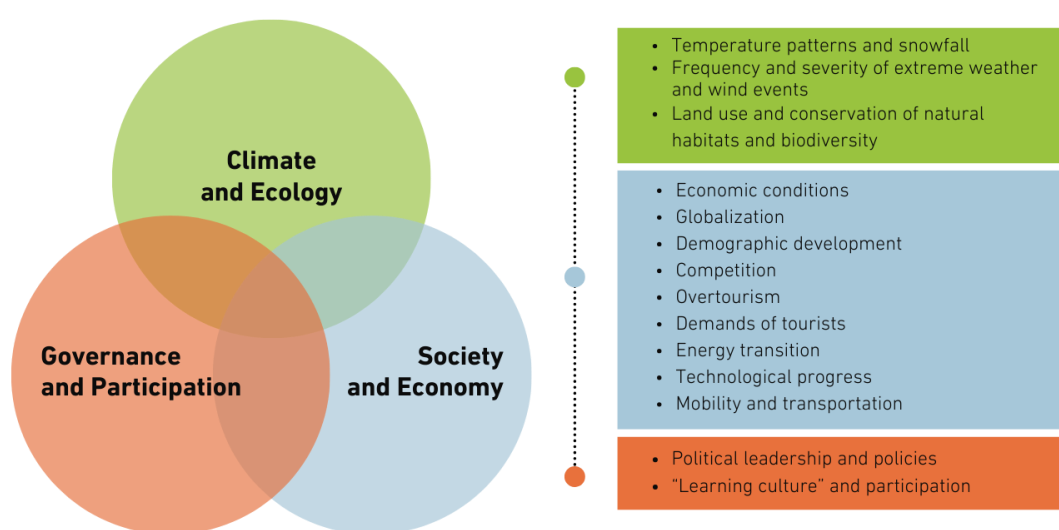 Climate
and Ecology
Governance
and Participation
Society
and Economy
• Temperature patterns and snowfall
• Frequency and severity of extreme weather
and wind events
• Land use and conservation of natural
habitats and biodiversity
• Economic conditions
• Globalization
• Demographic development
• Competition
• Overtourism
• Demands of tourists
• Energy transition
• Technological progress
• Mobility and transportation
• Political leadership and policies
• “Learning culture” and participation